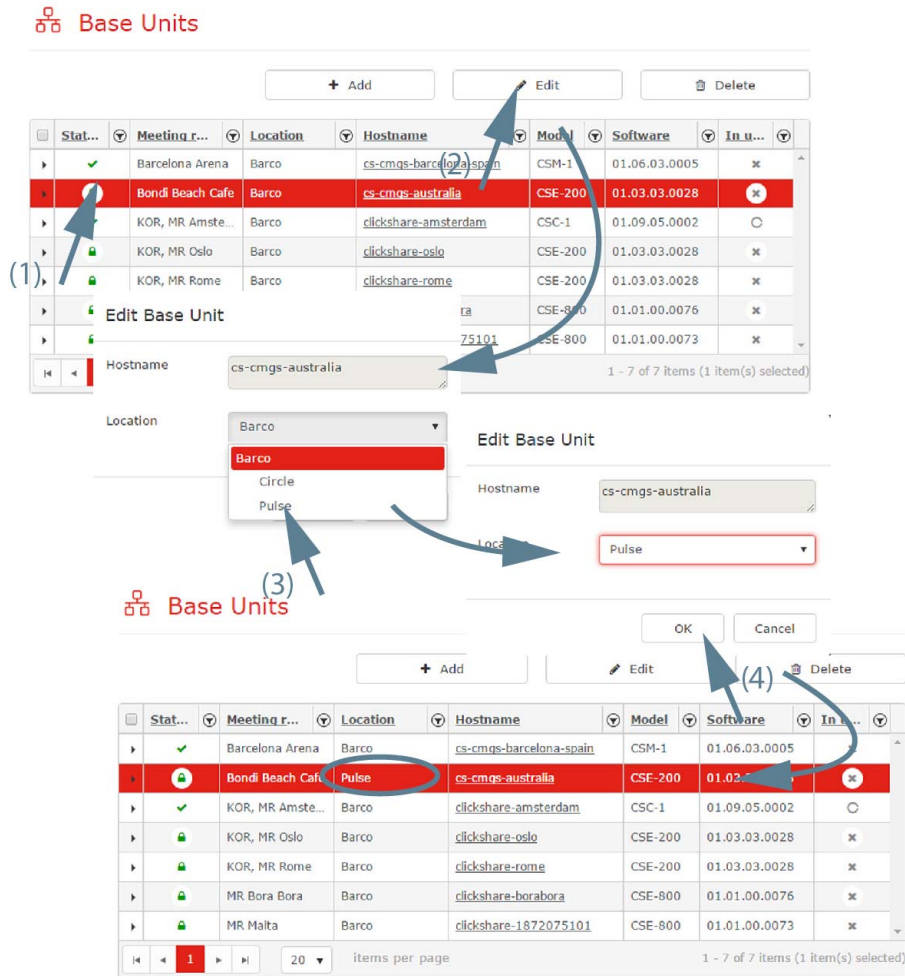 Base Units
+ Add Edit Delete
Stat... Meeting r... Location Hostname Model Software In u...
Barcelona Arena Barco cs-cmgs-barcelona-spain CSM-1 01.06.03.0005
(2)
Bondi Beach Cafe Barco cs-cmgs-australia CSE-200 01.03.03.0028
KOR, MR Amste... Barco clickshare-amsterdam CSC-1 01.09.05.0002
KOR, MR Oslo Barco clickshare-oslo CSE-200 01.03.03.0028
(1)
KOR, MR Rome Barco clickshare-rome CSE-200 01.03.03.0028
ra CSE-800 01.01.00.0076
75101 CSE-800 01.01.00.0073
1 - 7 of 7 items (1 item(s) selected)
Edit Base Unit
Hostname cs-cmgs-australia
Location Barco
Barco
Circle
Pulse
(3)
Edit Base Unit
Hostname cs-cmgs-australia
Location Pulse
OK Cancel
(4)
Base Units
+ Add Edit Delete
Stat... Meeting r... Location Hostname Model Software In u...
Barcelona Arena Barco cs-cmgs-barcelona-spain CSM-1 01.06.03.0005
Bondi Beach Cafe Pulse cs-cmgs-australia CSE-200
KOR, MR Amste... Barco clickshare-amsterdam CSC-1 01.09.05.0002
KOR, MR Oslo Barco clickshare-oslo CSE-200 01.03.03.0028
KOR, MR Rome Barco clickshare-rome CSE-200 01.03.03.0028
MR Bora Bora Barco clickshare-borabora CSE-800 01.01.00.0076
MR Malta Barco clickshare-1872075101 CSE-800 01.01.00.0073
1 20 items per page 1 - 7 of 7 items (1 item(s) selected)